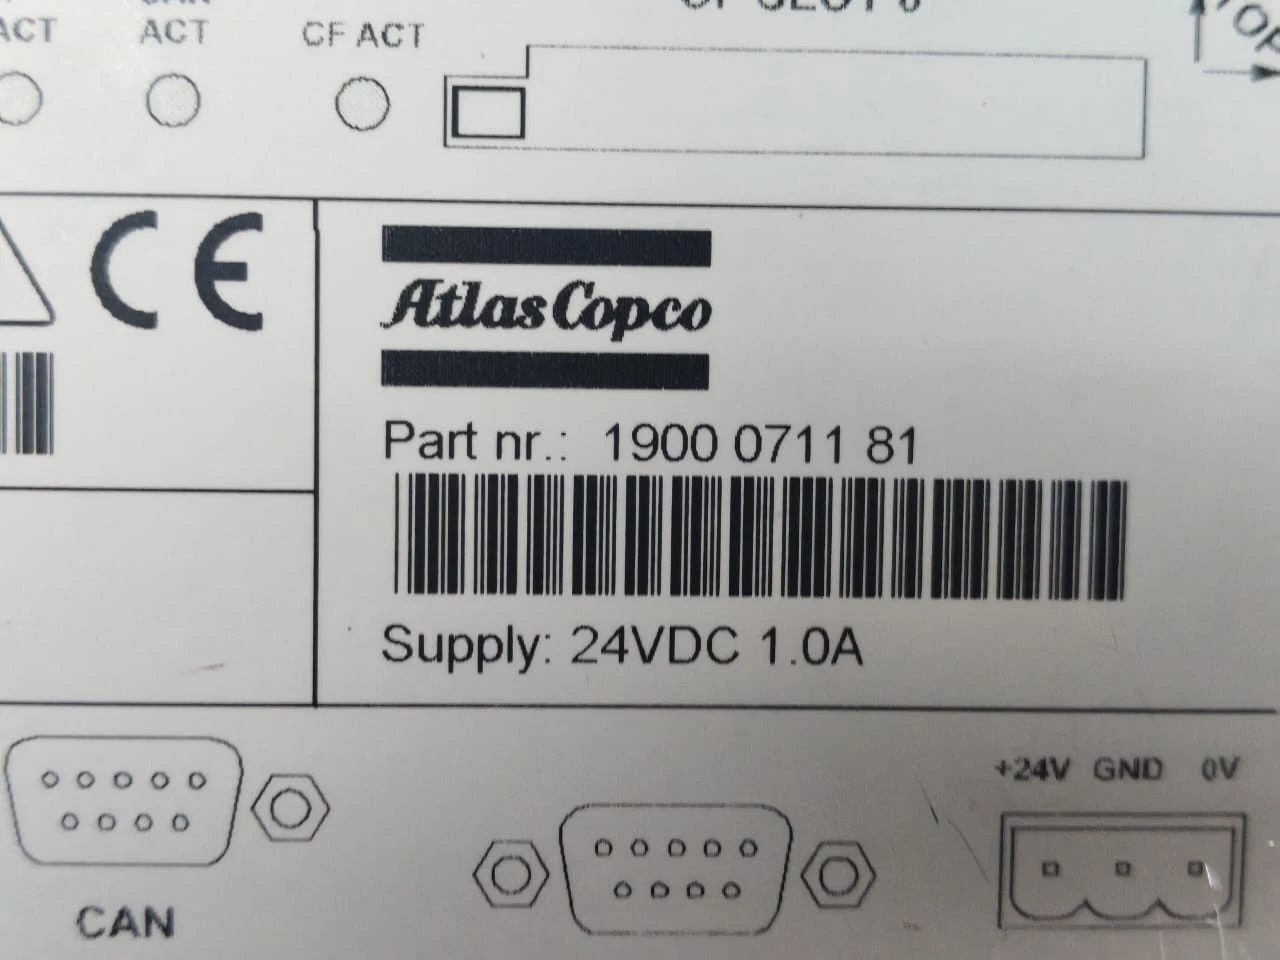 ACT
ACT
CF ACT
CE
Atlas Copco
Part nr.: 1900 0711 81
Supply: 24VDC 1.0A
+24V GND 0V
CAN